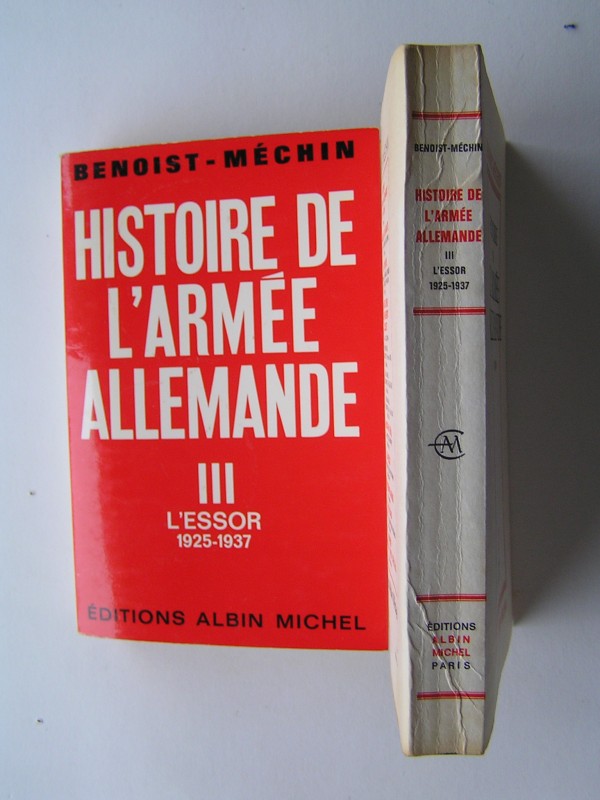 BENOIST-MÉCHIN
HISTOIRE DE
L'ARMÉE
ALLEMANDE
III
L'ESSOR
1925-1937
ÉDITIONS ALBIN MICHEL
BENOIST-MÉCHIN
HISTOIRE DE
L'ARMÉE
ALLEMANDE
III
L'ESSOR
1925-1937
ÉDITIONS
ALBIN
MICHEL
PARIS